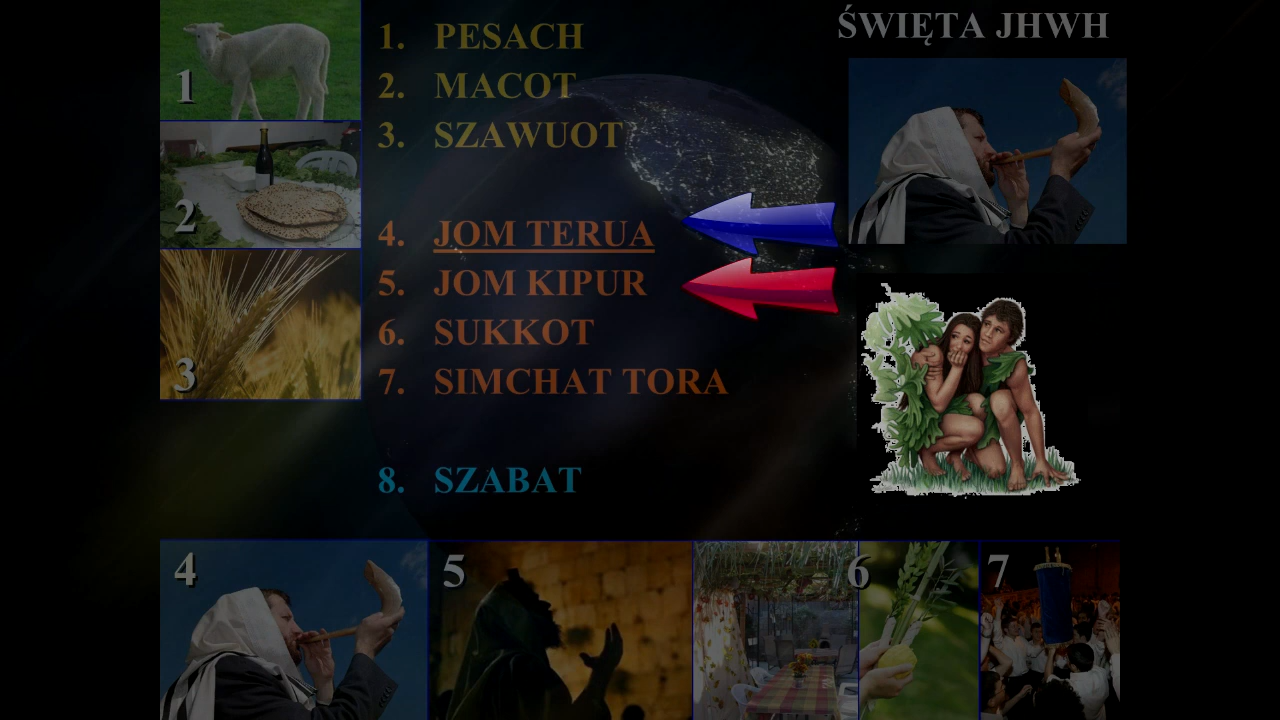 ŚWIĘTA JHWH
1. PESACH
2. MACOT
3. SZAWUOT
4. JOM TERUA
5. JOM KIPUR
6. SUKKOT
7. SIMCHAT TORA
8. SZABAT
1
2
3
4
5
6
7